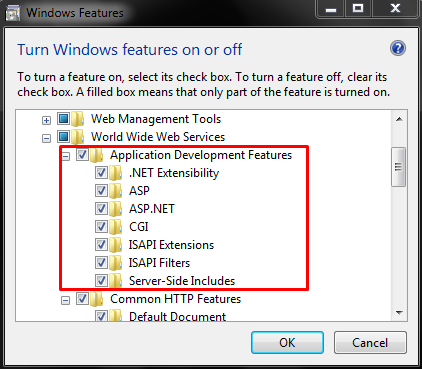 Windows Features
Turn Windows features on or off
To turn a feature on, select its check box. To turn a feature off, clear its
check box. A filled box means that only part of the feature is turned on.
Web Management Tools
World Wide Web Services
Application Development Features
.NET Extensibility
ASP
ASP.NET
CGI
ISAPI Extensions
ISAPI Filters
Server-Side Includes
Common HTTP Features
Default Document
OK Cancel